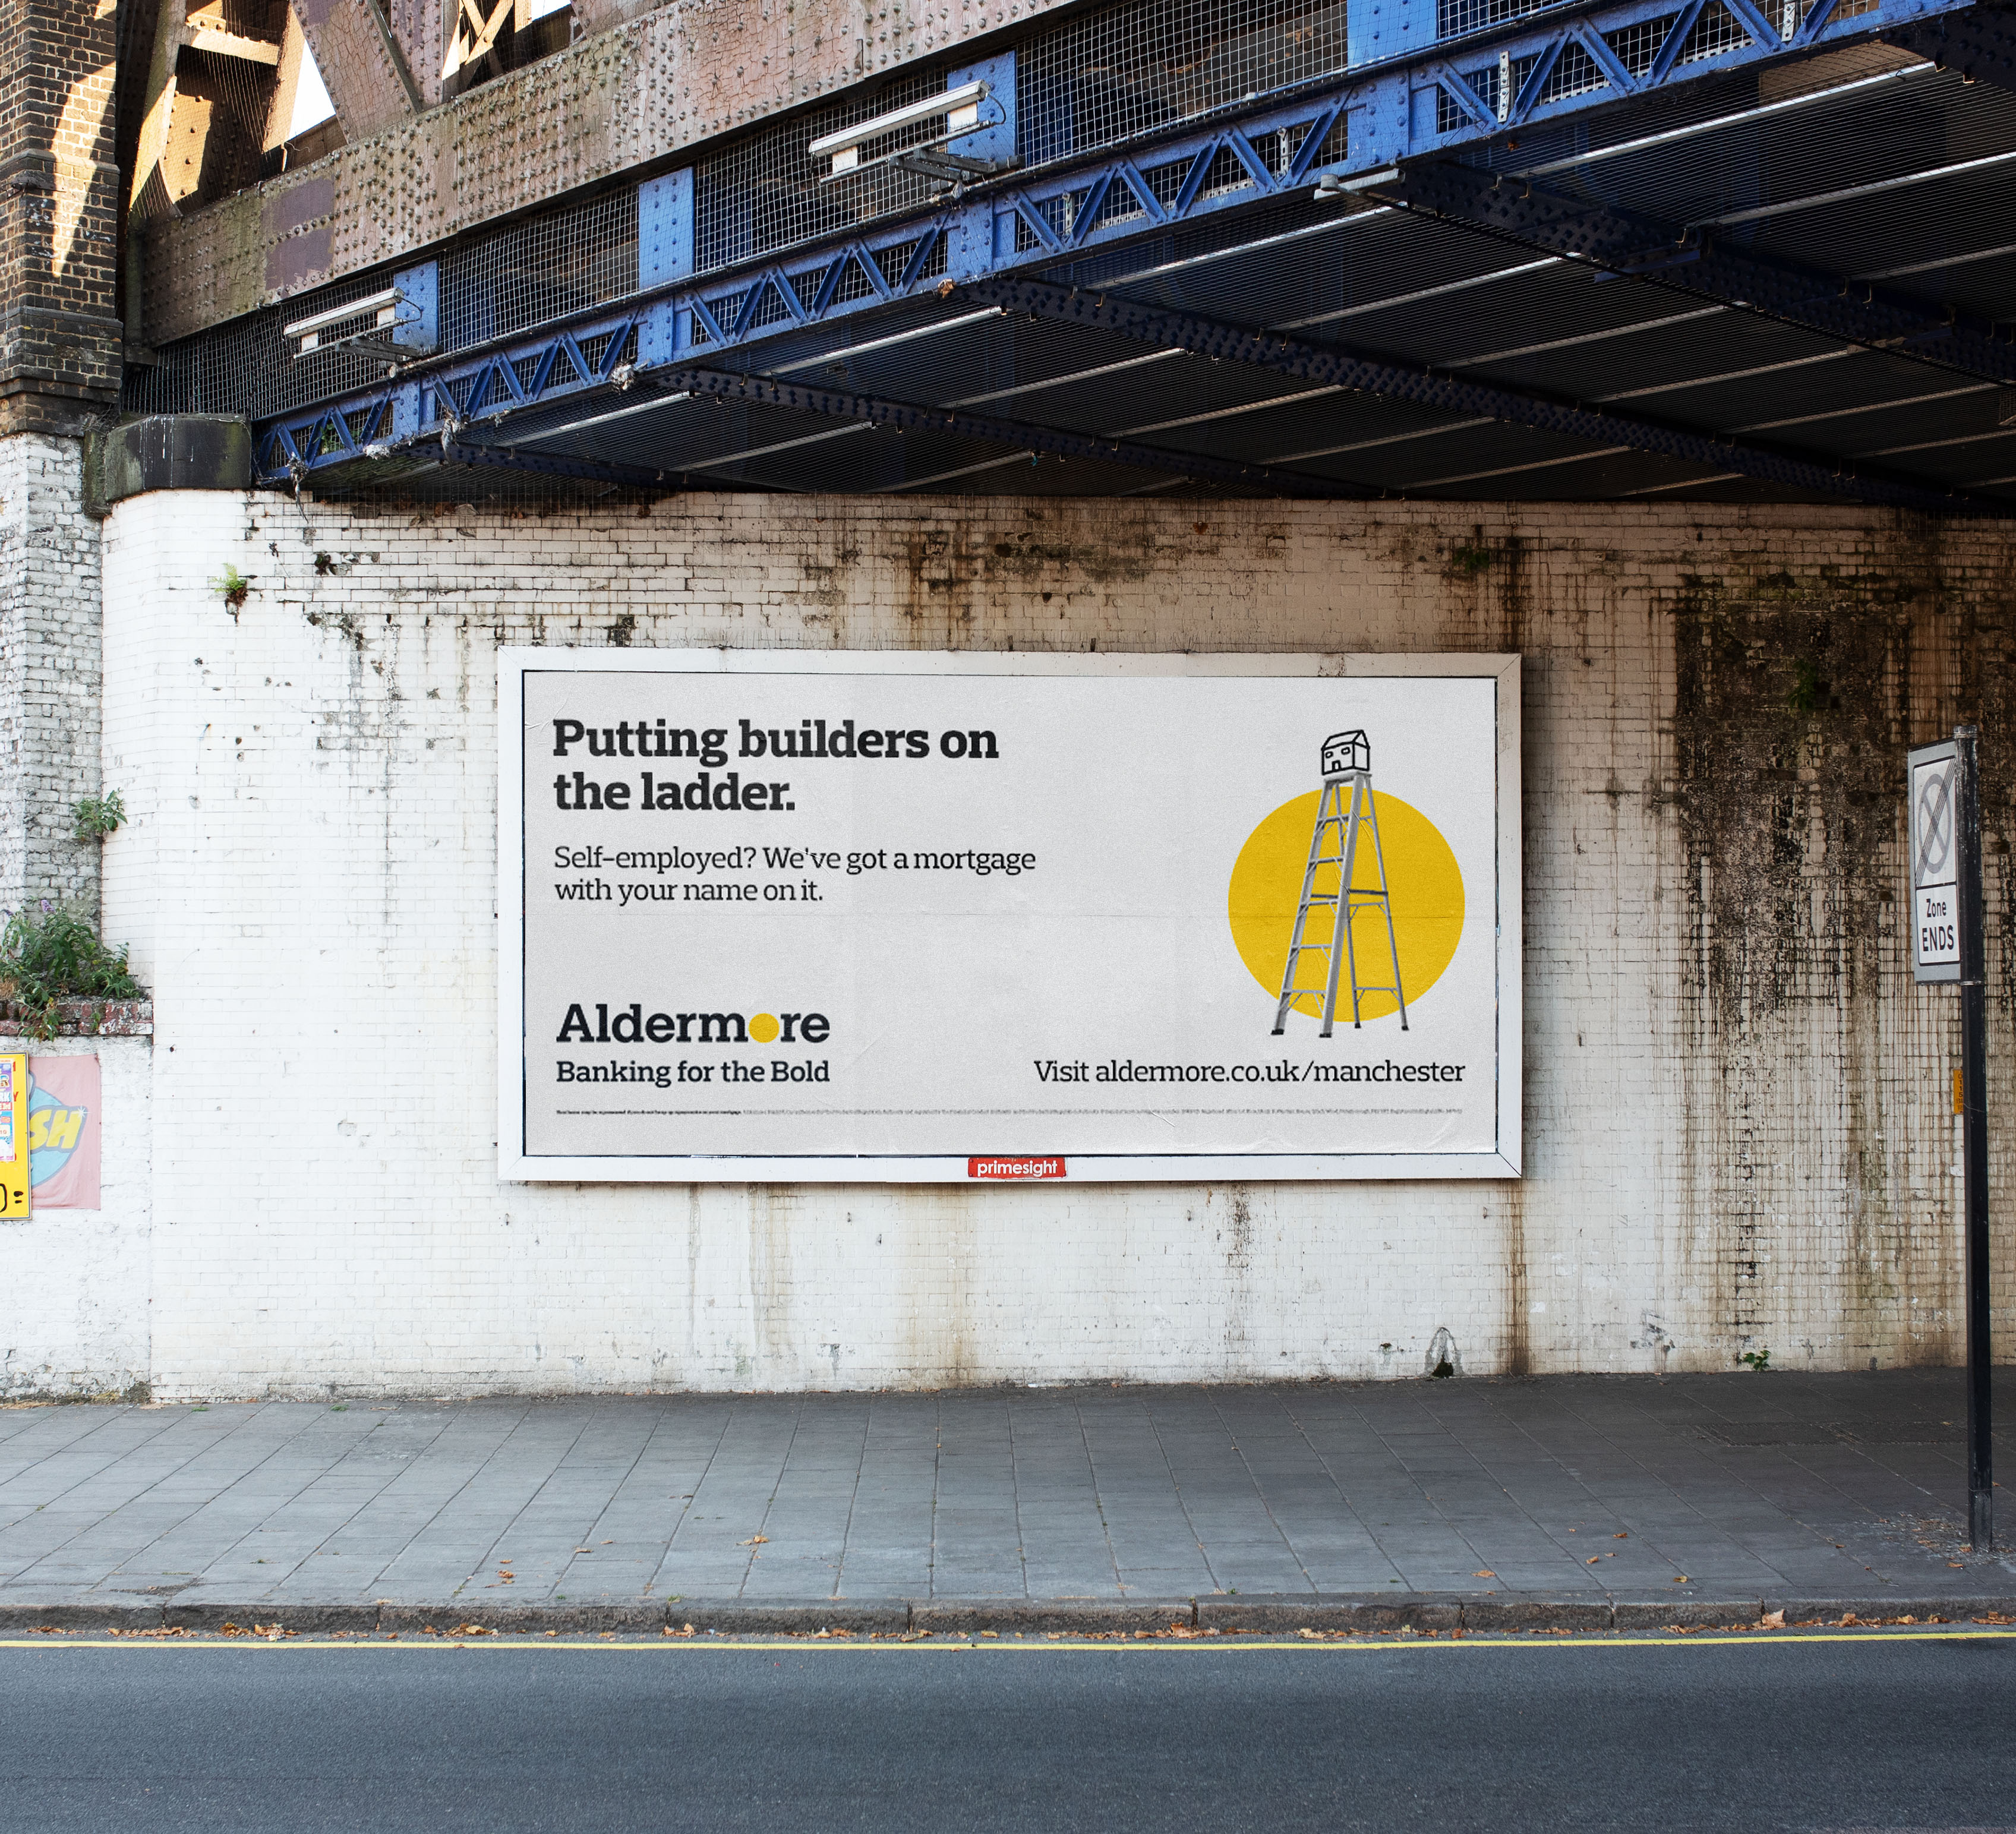 Putting builders on
the ladder.
Self-employed? We've got a mortgage
with your name on it.
Aldermore
Banking for the Bold
Visit aldermore.co.uk/manchester
primesight
Zone
ENDS
SH